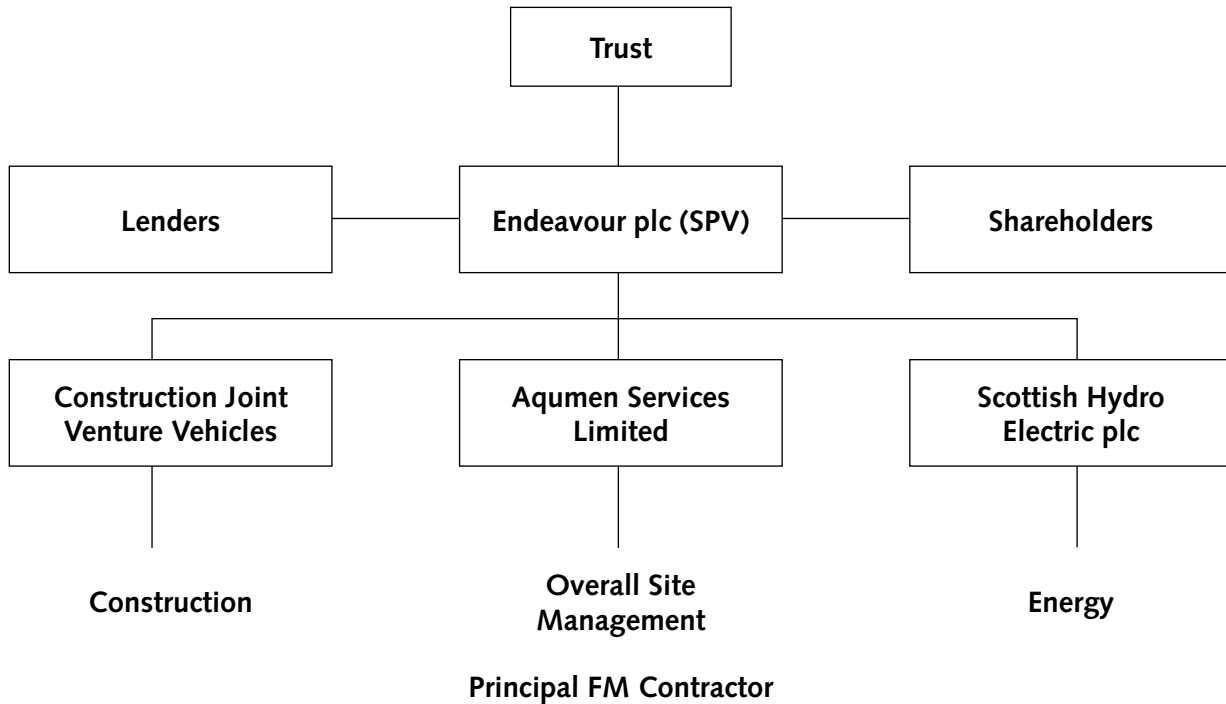 Trust
Lenders
Endeavour plc (SPV)
Shareholders
Construction Joint
Venture Vehicles
Aqumen Services
Limited
Scottish Hydro
Electric plc
Construction
Overall Site
Management
Energy
Principal FM Contractor